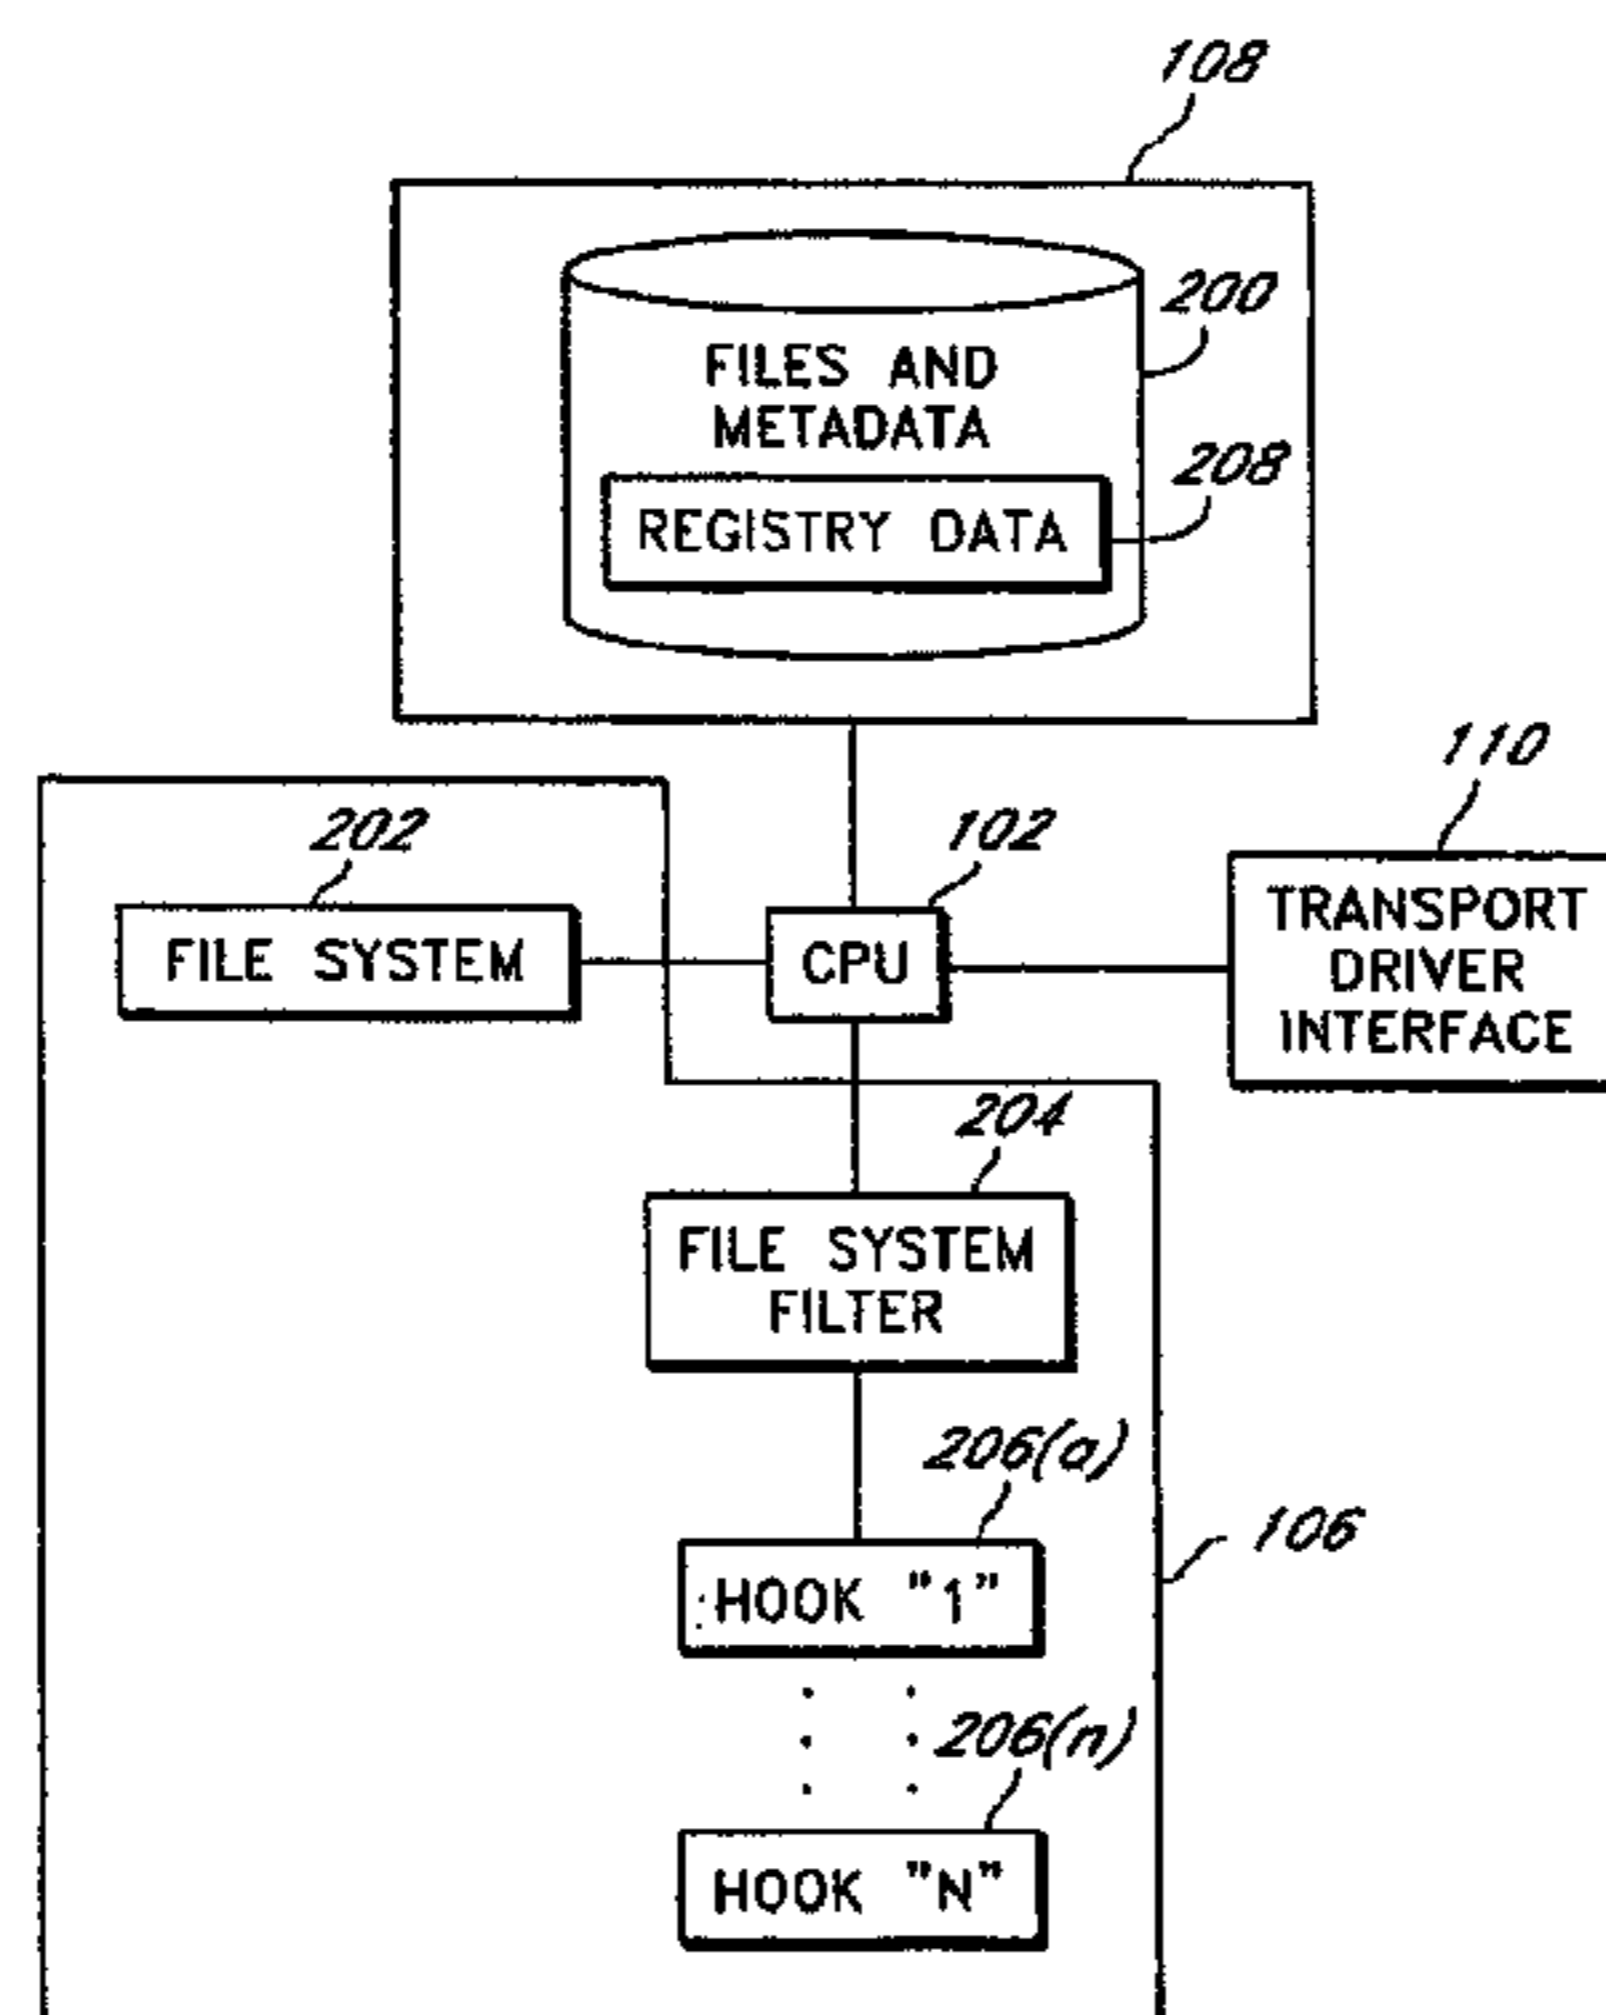 108
200
FILES AND
METADATA
208
REGISTRY DATA
110
202
102
TRANSPORT
DRIVER
INTERFACE
FILE SYSTEM
CPU
204
FILE SYSTEM
FILTER
206(a)
106
HOOK "1"
206(n)
HOOK "N"